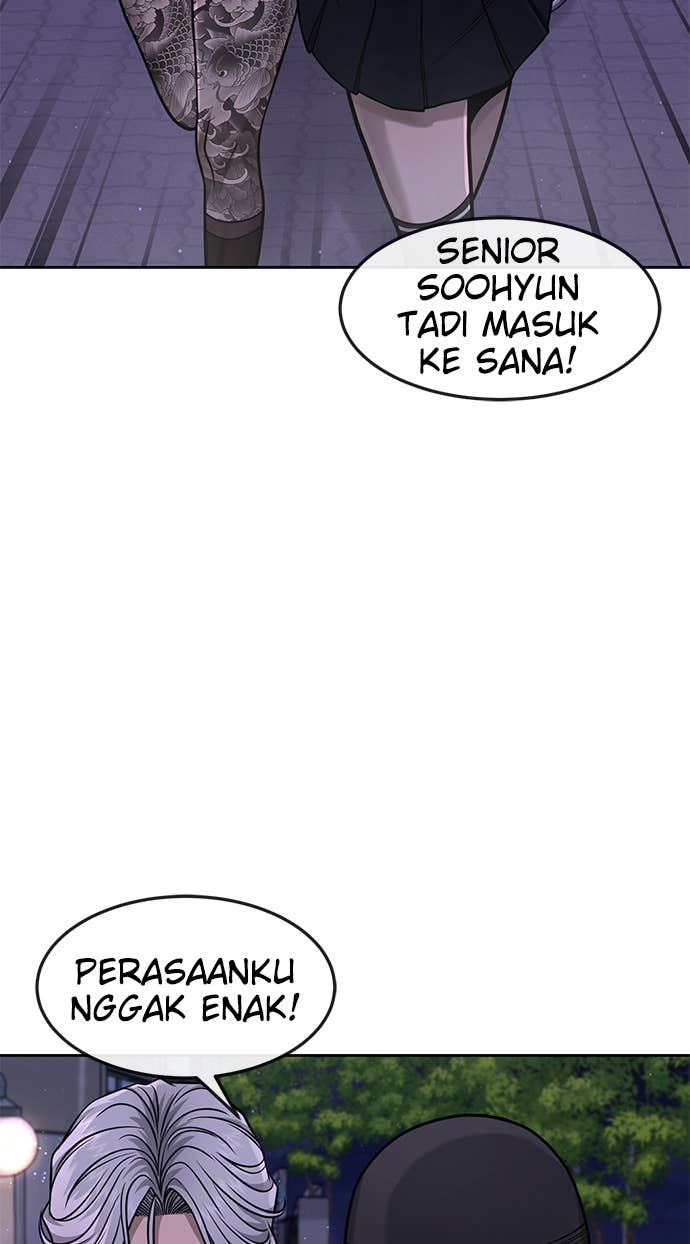 SENIOR
SOOHYUN
TADI MASUK
KE SANA!
PERASAANKU
NGGAK ENAK!